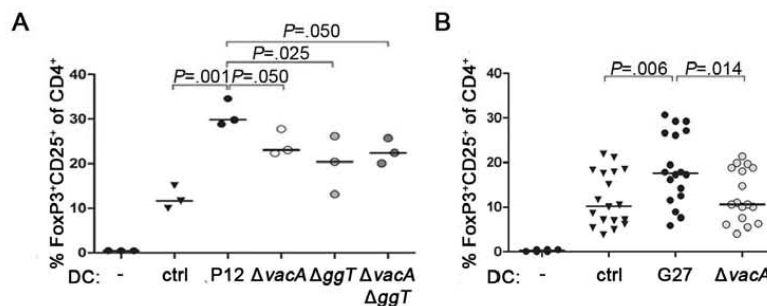 A
B
P=.050
P=.025
P=.001 P=.050
P=.006 P=.014
% FoxP3⁺CD25⁺ of CD4⁺
40
30
20
10
0
DC: - ctrl P12 ΔvacA ΔggT ΔvacA
ΔggT
% FoxP3⁺CD25⁺ of CD4⁺
40
30
20
10
0
DC: - ctrl G27 ΔvacA